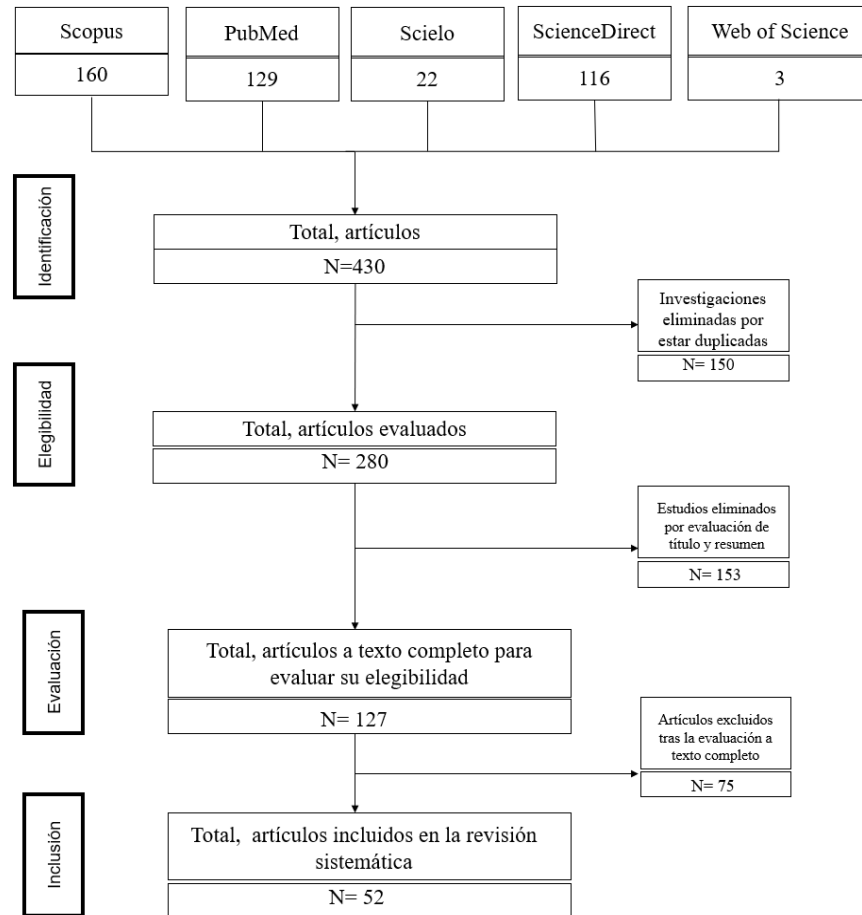 Scopus
160
PubMed
129
Scielo
22
ScienceDirect
116
Web of Science
3
Identificación
Total, artículos
N=430
Investigaciones
eliminadas por
estar duplicadas
N= 150
Elegibilidad
Total, artículos evaluados
N= 280
Estudios eliminados
por evaluación de
título y resumen
N= 153
Evaluación
Total, artículos a texto completo para
evaluar su elegibilidad
N= 127
Artículos excluidos
tras la evaluación a
texto completo
N= 75
Inclusión
Total, artículos incluidos en la revisión
sistemática
N= 52